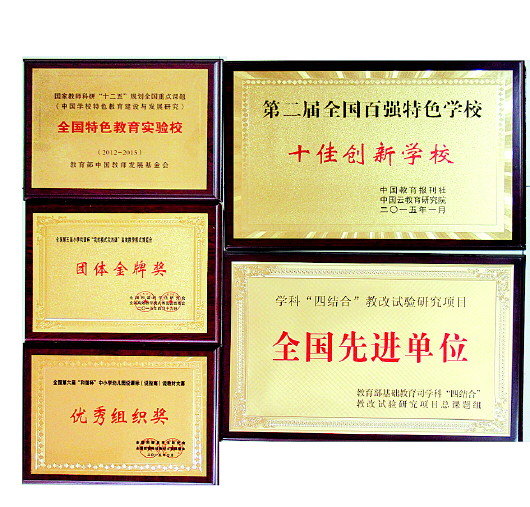 国家教师科研“十二五”规划全国重点课题
（中国学校特色教育建设与发展研究）
全国特色教育实验校
（2012-2015）
教育部中国教师发展基金会
团体金牌奖
优秀组织奖
第二届全国百强特色学校
十佳创新学校
中国教育报刊社
中国云教育研究院
二〇一五年一月
学科“四结合”教改试验研究项目
全国先进单位
教育部基础教育司学科“四结合”
教改试验研究项目总课题组